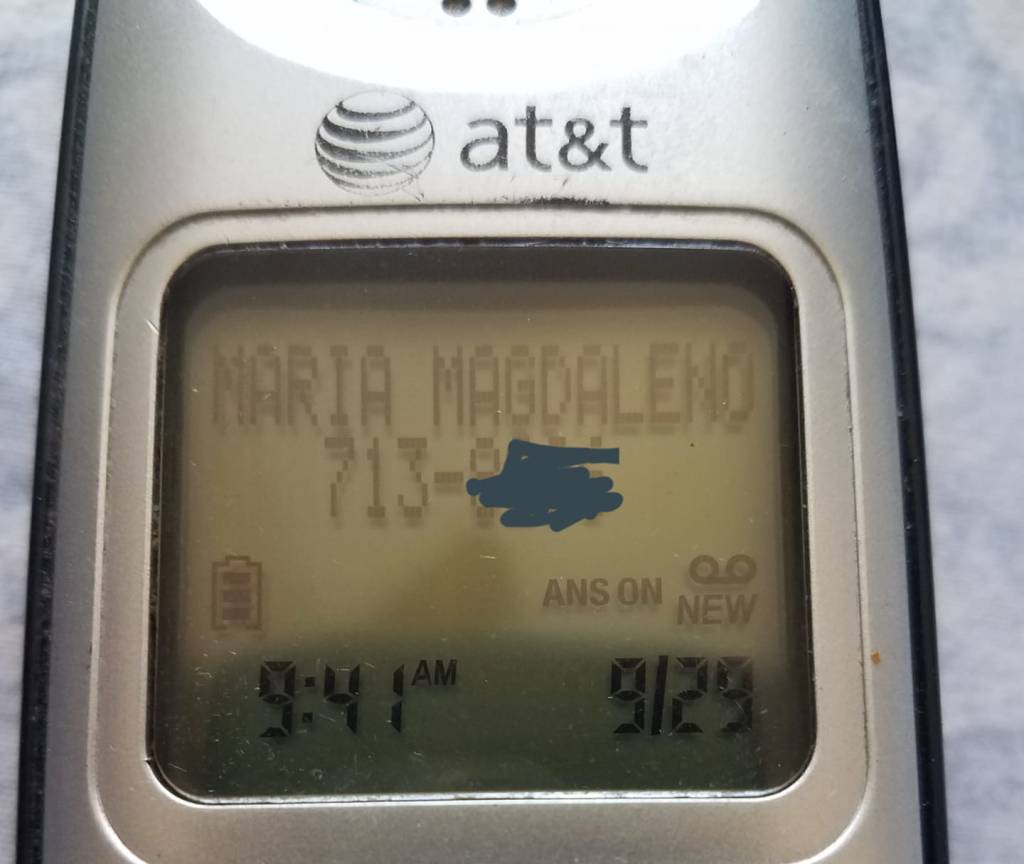 at&t
MARIA MAGDALENO
713-
ANS ON NEW
9:41 AM 9/29